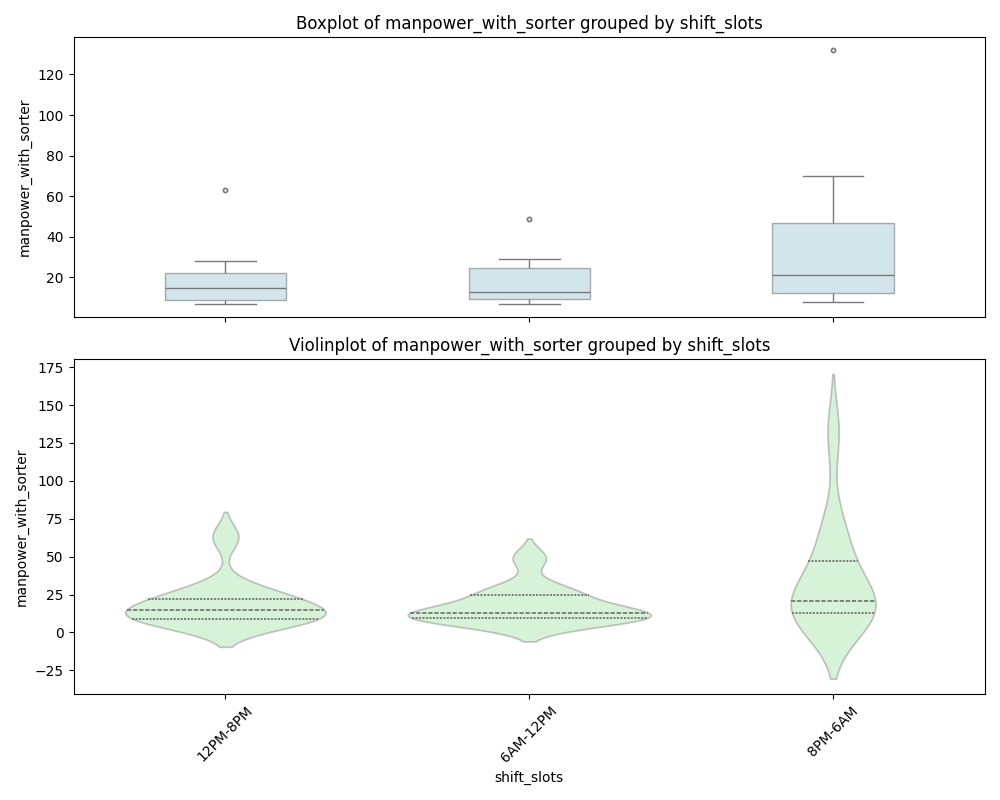 Boxplot of manpower_with_sorter grouped by shift_slots
manpower_with_sorter
120
100
80
60
40
20
Violinplot of manpower_with_sorter grouped by shift_slots
manpower_with_sorter
175
150
125
100
75
50
25
0
−25
12PM-8PM
6AM-12PM
8PM-6AM
shift_slots